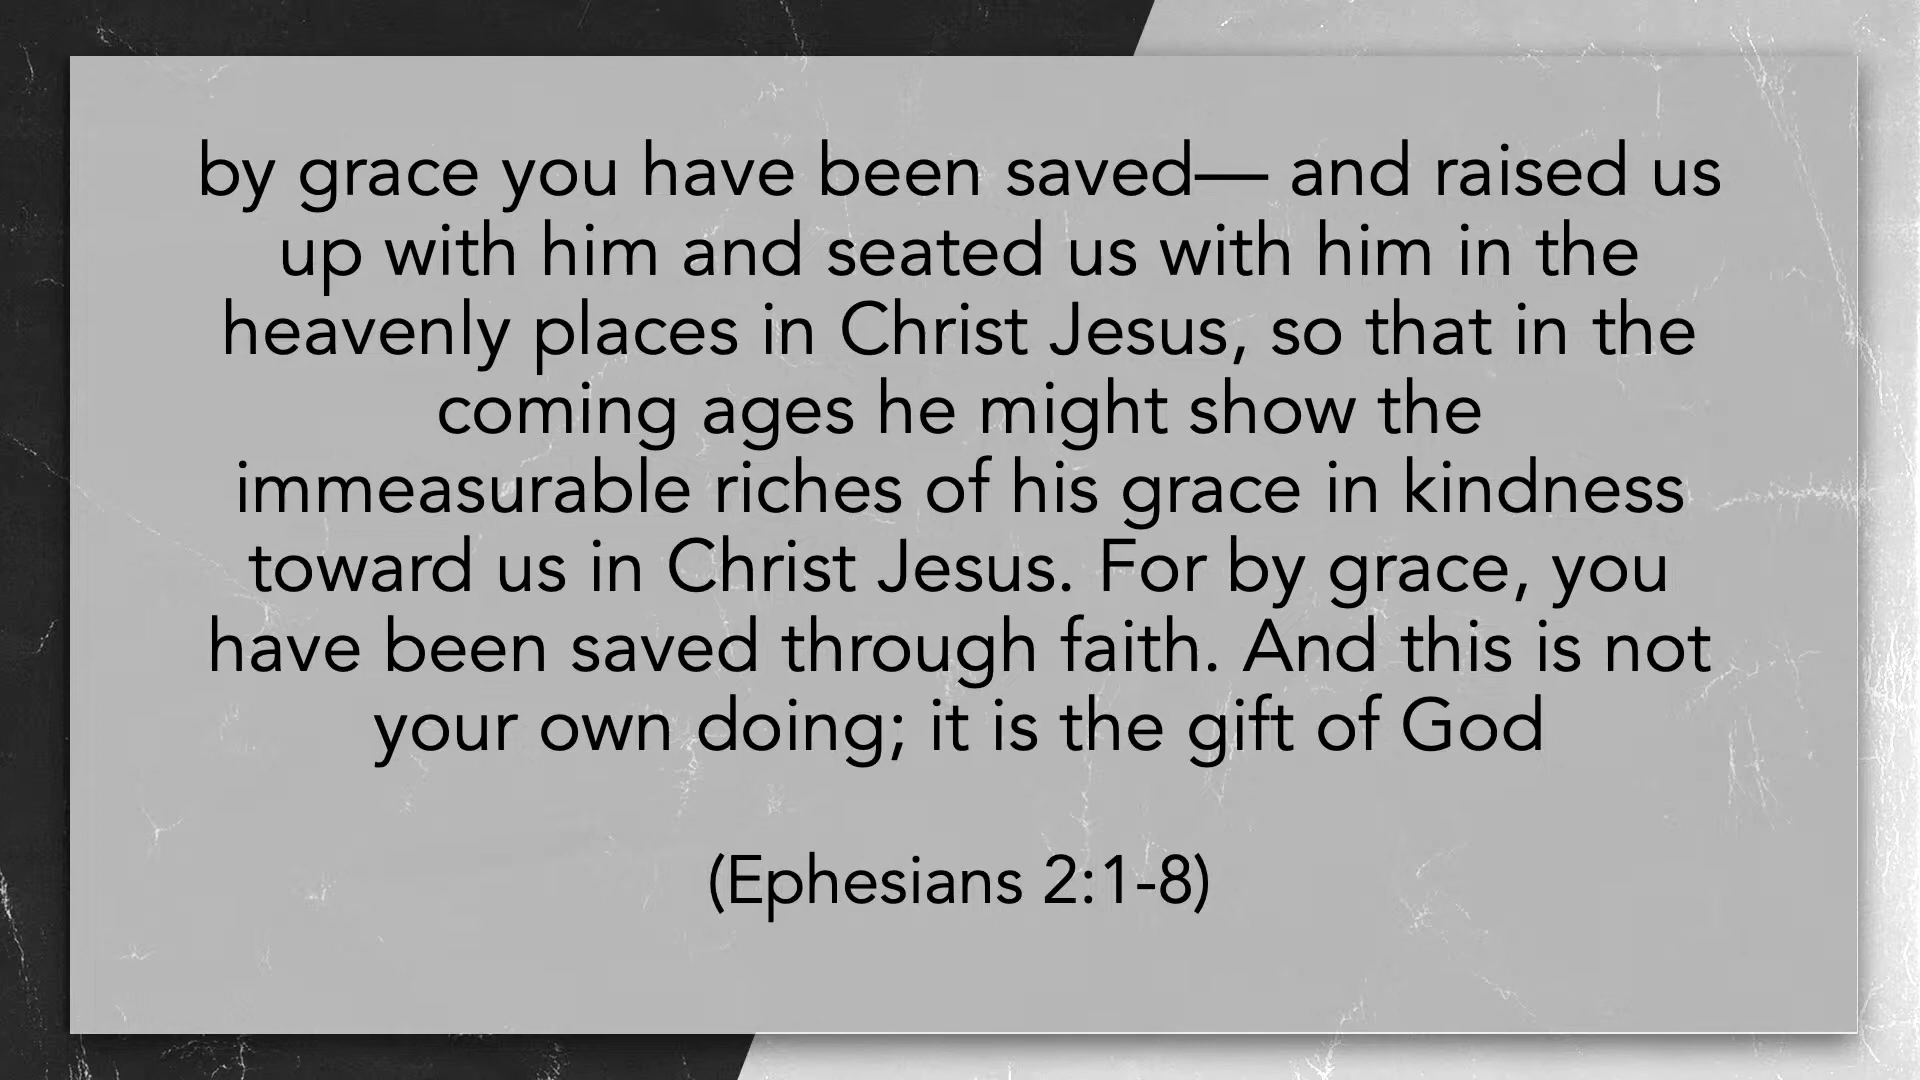 by grace you have been saved— and raised us
up with him and seated us with him in the
heavenly places in Christ Jesus, so that in the
coming ages he might show the
immeasurable riches of his grace in kindness
toward us in Christ Jesus. For by grace, you
have been saved through faith. And this is not
your own doing; it is the gift of God
(Ephesians 2:1-8)